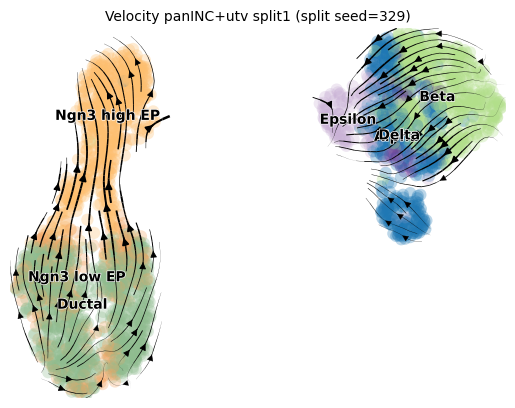 Velocity panINC+utv split1 (split seed=329)
Ngn3 high EP
Beta
Epsilon
Delta
Ngn3 low EP
Ductal